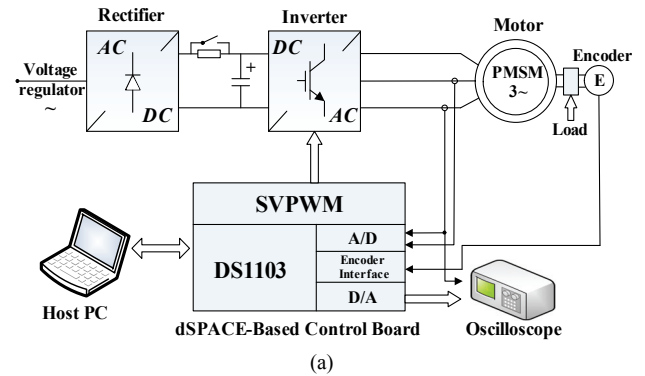 Rectifier
Inverter
Motor
AC
DC
+
DC
AC
Voltage
regulator
~
PMSM
3~
Encoder
E
Load
SVPWM
DS1103
A/D
Encoder
Interface
D/A
Host PC
dSPACE-Based Control Board
Oscilloscope
(a)